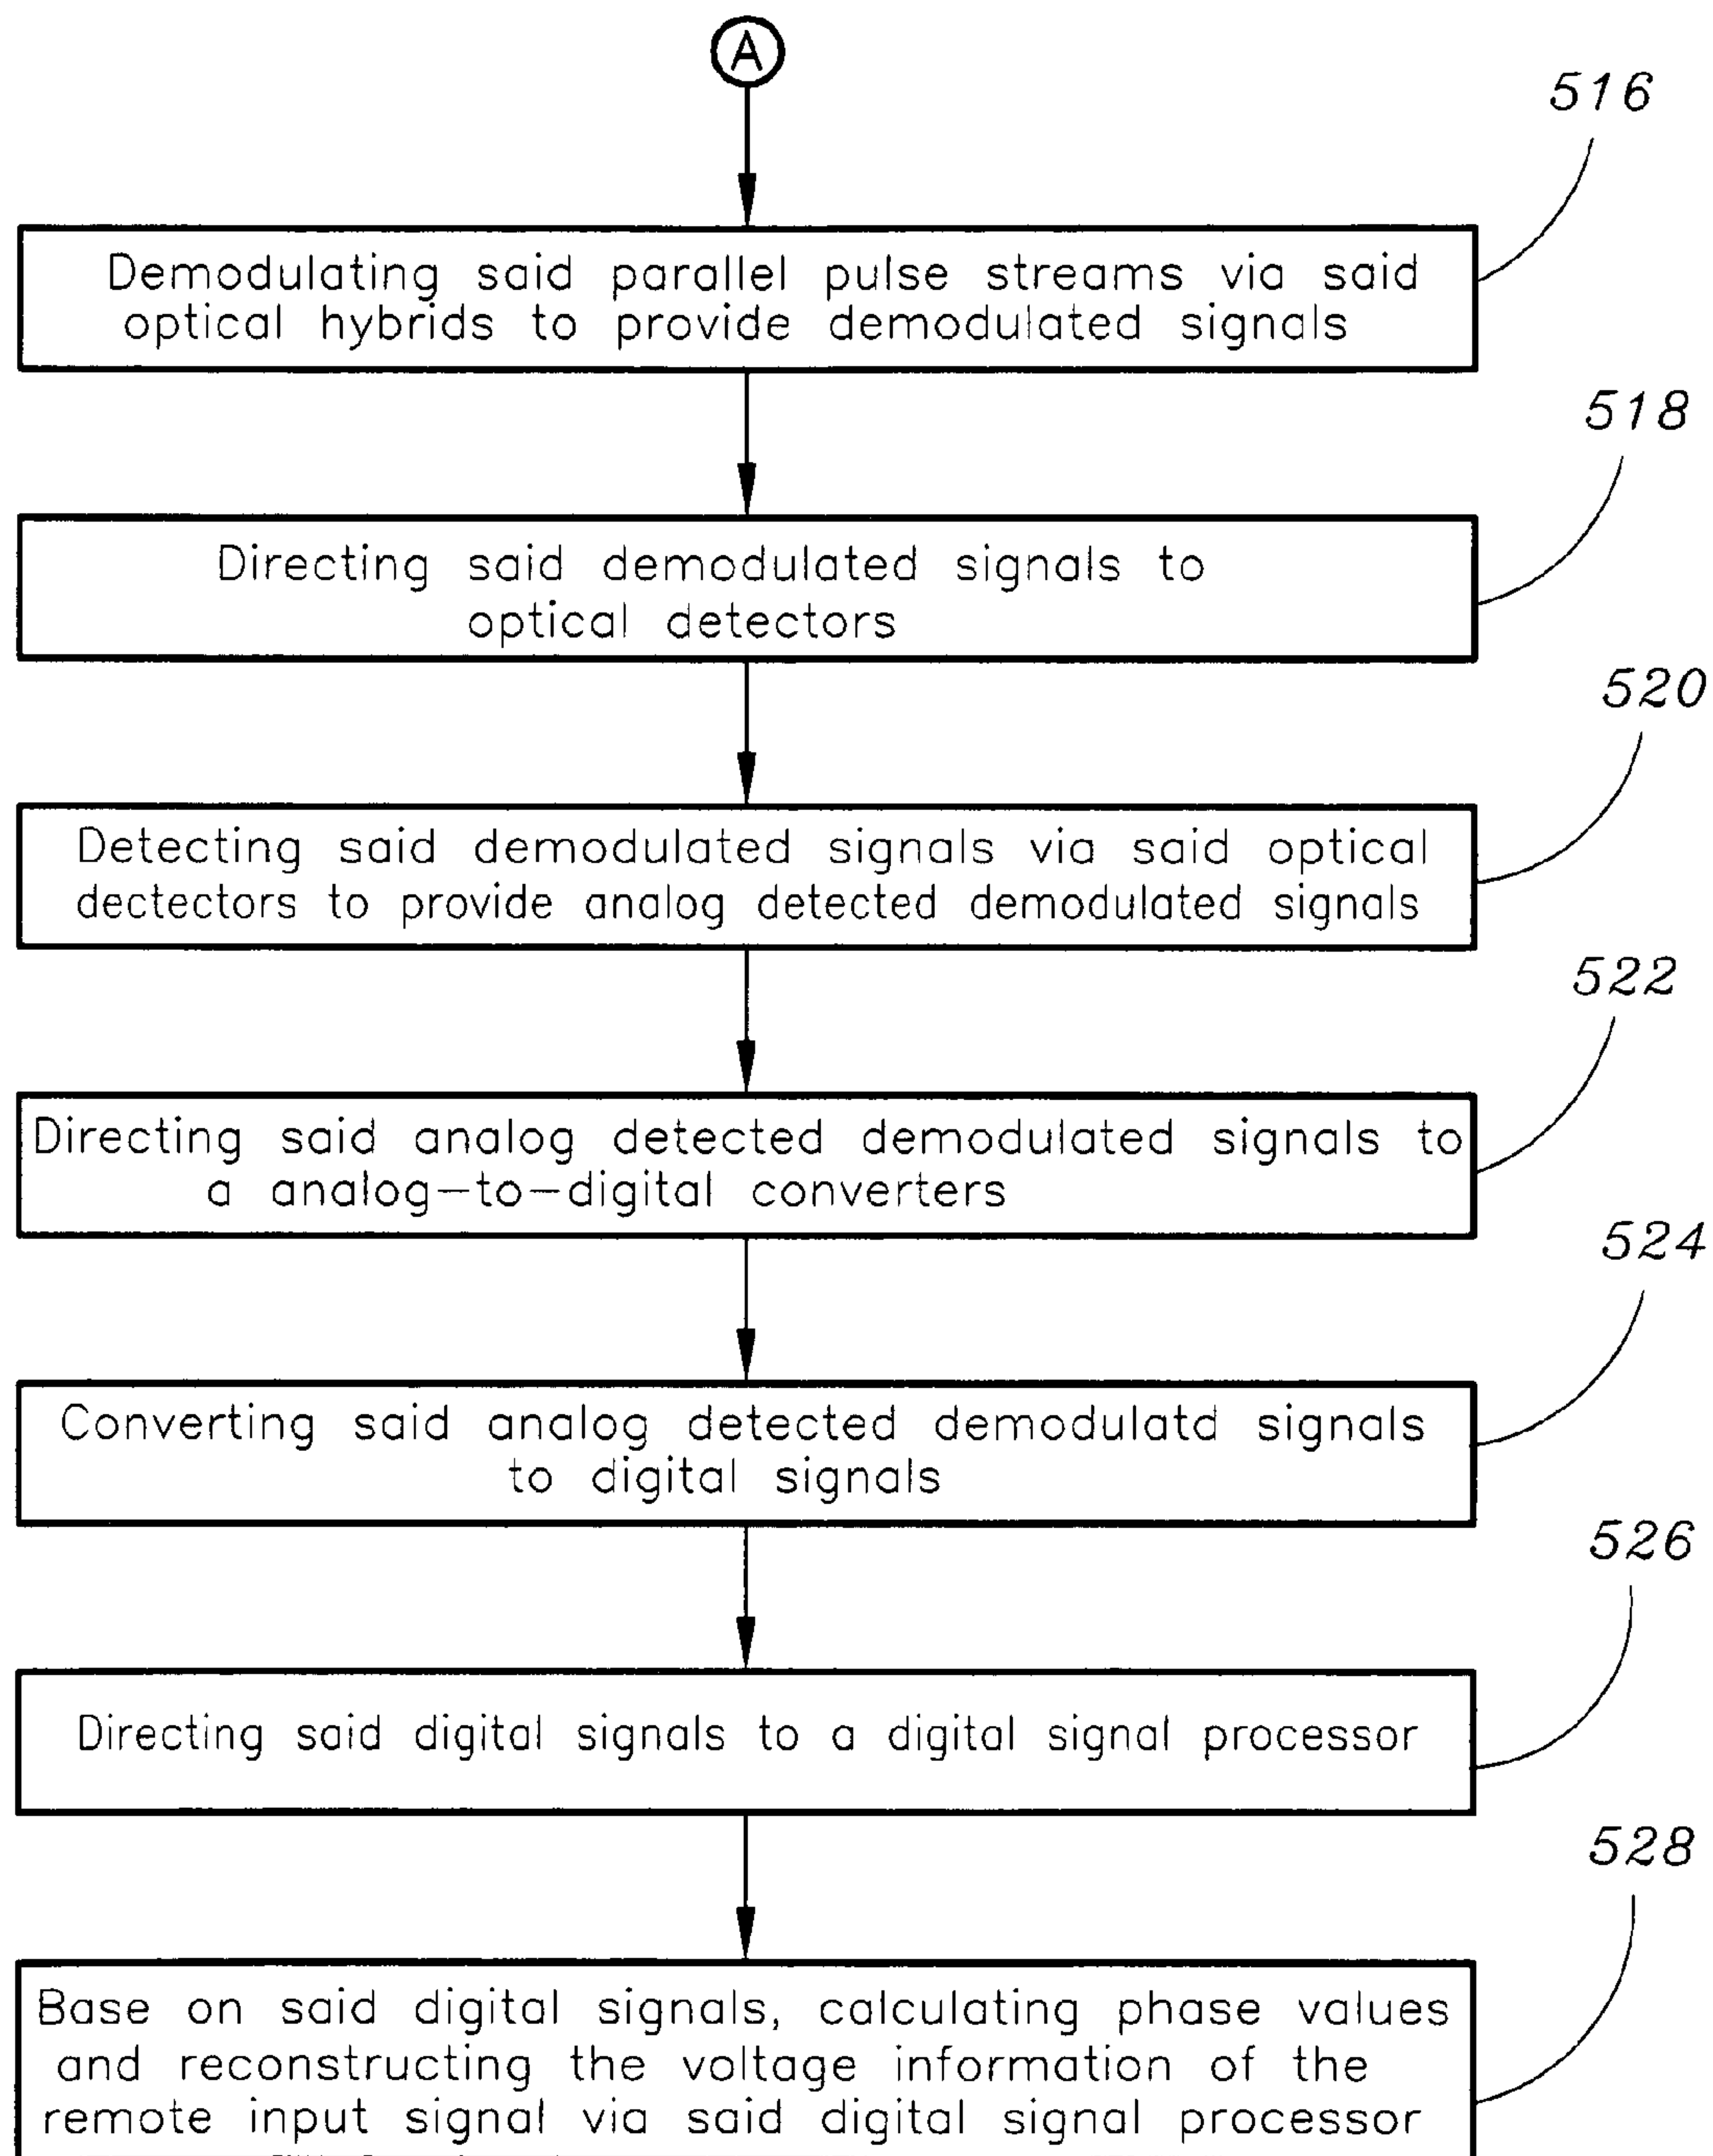 A
516
Demodulating said parallel pulse streams via said
optical hybrids to provide demodulated signals
518
Directing said demodulated signals to
optical detectors
520
Detecting said demodulated signals via said optical
dectectors to provide analog detected demodulated signals
522
Directing said analog detected demodulated signals to
a analog-to-digital converters
524
Converting said analog detected demodulatd signals
to digital signals
526
Directing said digital signals to a digital signal processor
528
Base on said digital signals, calculating phase values
and reconstructing the voltage information of the
remote input signal via said digital signal processor